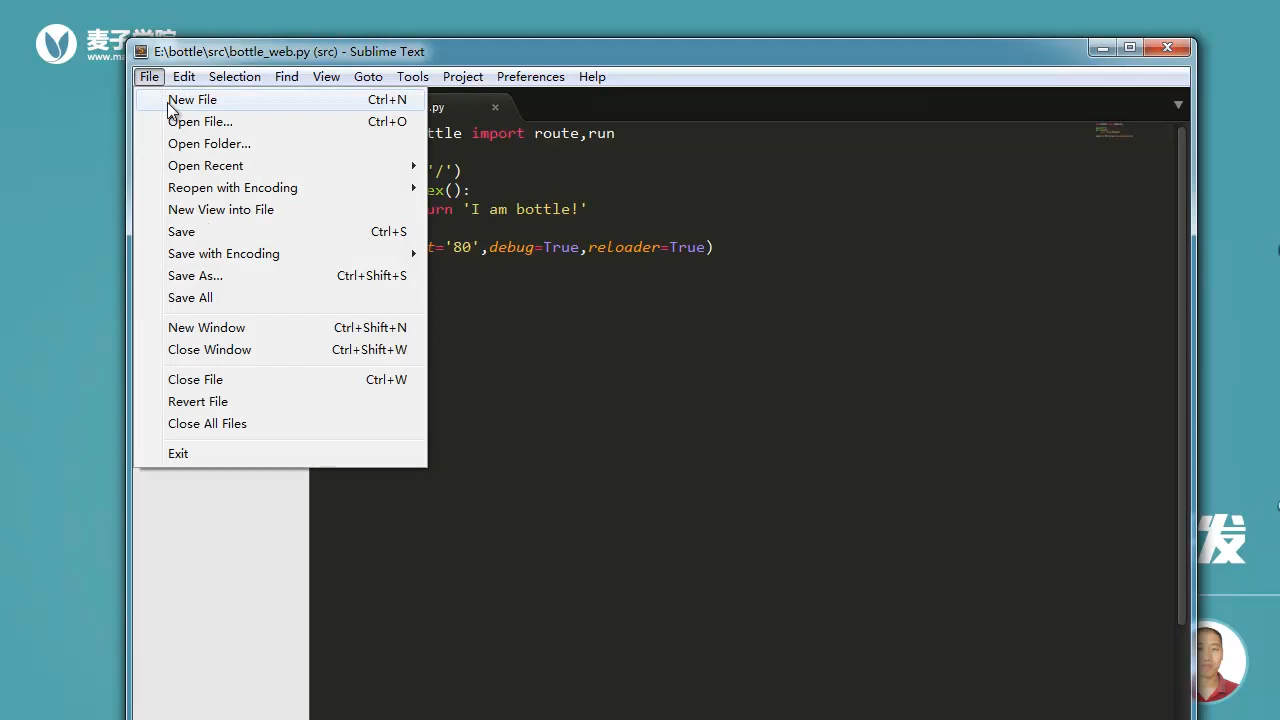 麦子学院
www.ma
E:\bottle\src\bottle_web.py (src) - Sublime Text
File Edit Selection Find View Goto Tools Project Preferences Help
New File Ctrl+N
Open File... Ctrl+O
Open Folder...
Open Recent
Reopen with Encoding
New View into File
Save Ctrl+S
Save with Encoding
Save As... Ctrl+Shift+S
Save All
New Window Ctrl+Shift+N
Close Window Ctrl+Shift+W
Close File Ctrl+W
Revert File
Close All Files
Exit
.py
ttle import route,run
'/')
ex():
urn 'I am bottle!'
t='80',debug=True,reloader=True)
发